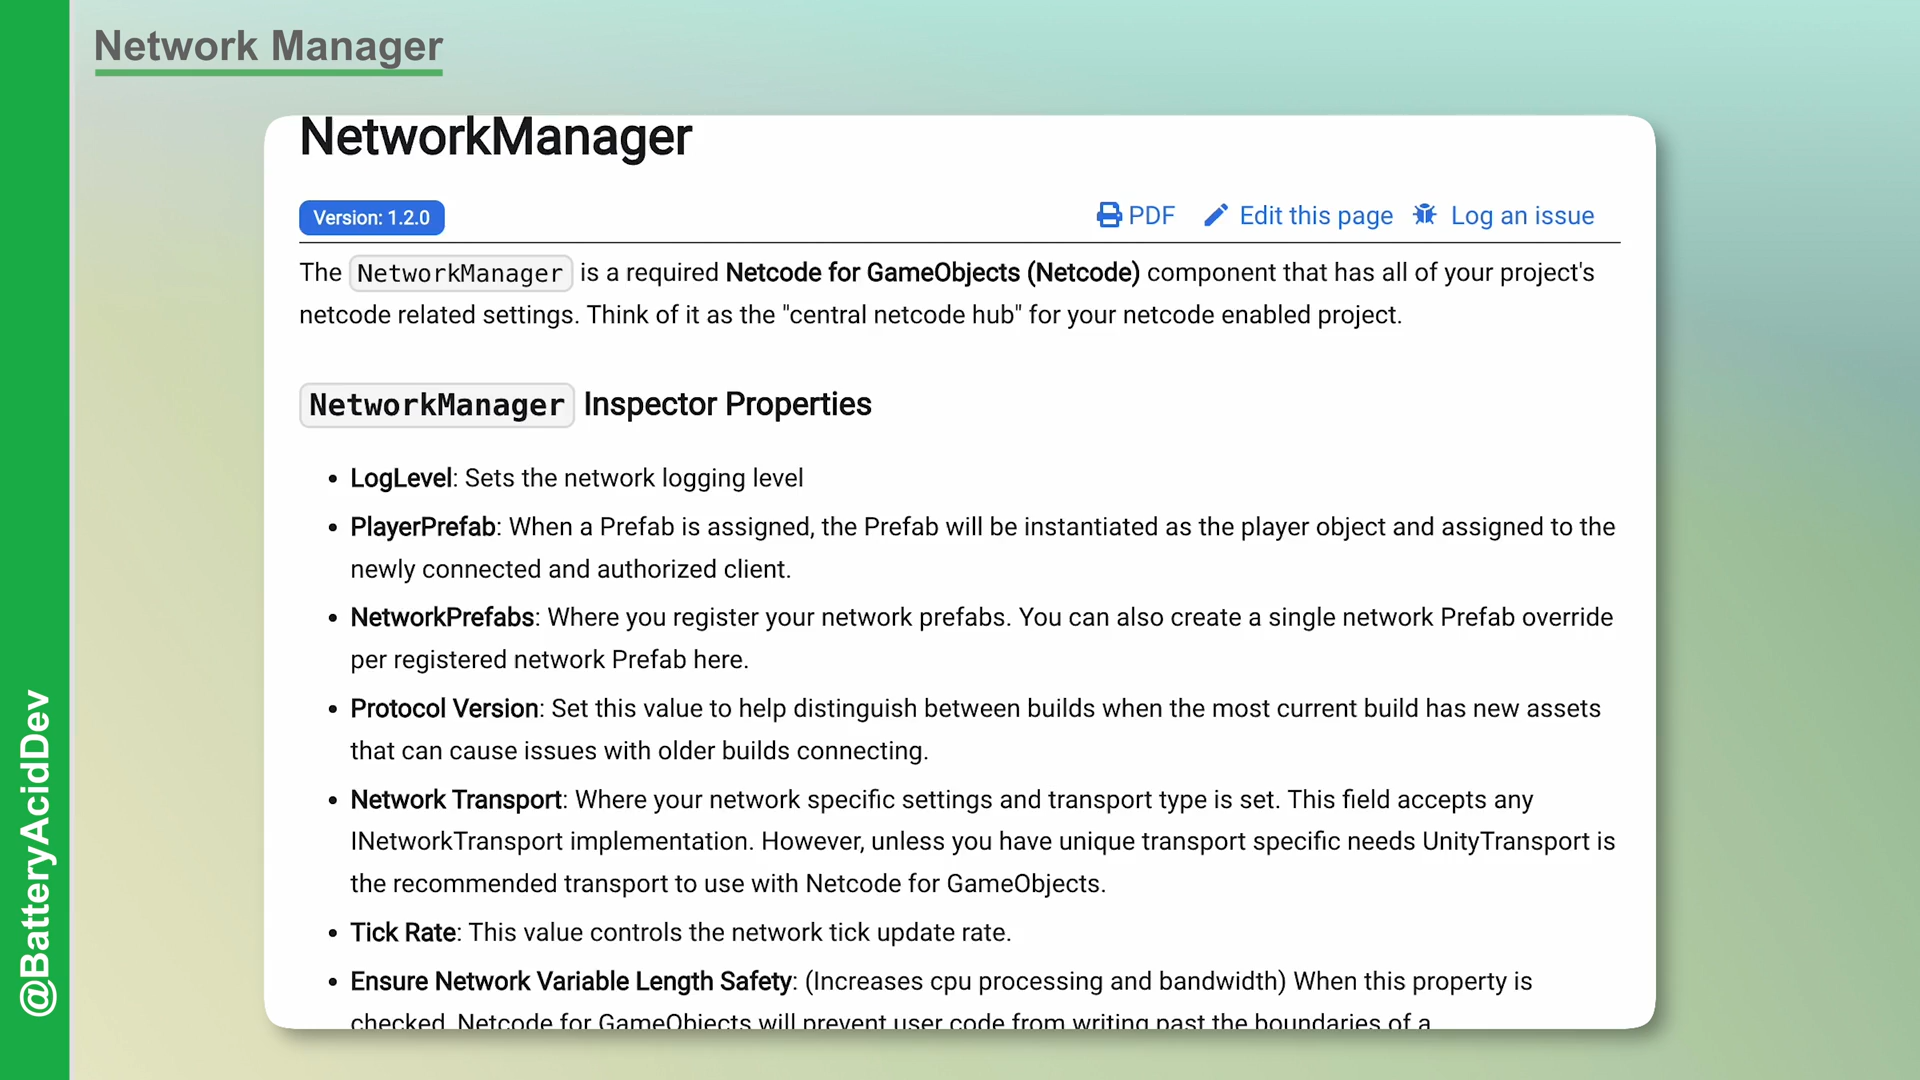 Network Manager
NetworkManager
Version: 1.2.0
PDF
Edit this page
Log an issue
The NetworkManager is a required Netcode for GameObjects (Netcode) component that has all of your project's
netcode related settings. Think of it as the "central netcode hub" for your netcode enabled project.
NetworkManager Inspector Properties
• LogLevel: Sets the network logging level
• PlayerPrefab: When a Prefab is assigned, the Prefab will be instantiated as the player object and assigned to the
newly connected and authorized client.
• NetworkPrefabs: Where you register your network prefabs. You can also create a single network Prefab override
per registered network Prefab here.
• Protocol Version: Set this value to help distinguish between builds when the most current build has new assets
that can cause issues with older builds connecting.
• Network Transport: Where your network specific settings and transport type is set. This field accepts any
INetworkTransport implementation. However, unless you have unique transport specific needs UnityTransport is
the recommended transport to use with Netcode for GameObjects.
• Tick Rate: This value controls the network tick update rate.
• Ensure Network Variable Length Safety: (Increases cpu processing and bandwidth) When this property is
checked, Netcode for GameObjects will prevent user code from writing past the boundaries of a
@BatteryAcidDev